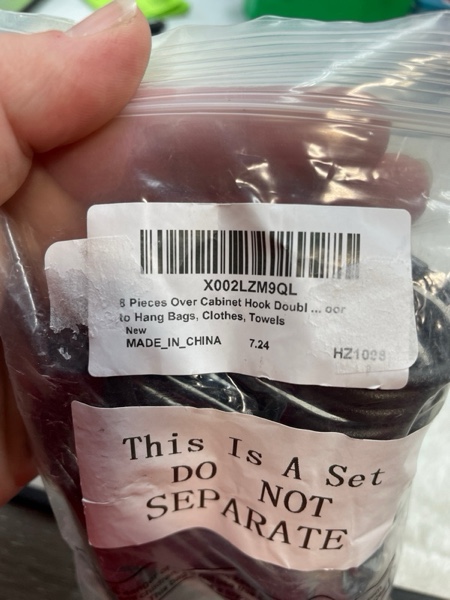 X002LZM9QL
6 Pieces Over Cabinet Hook Doubl ... oor
to Hang Bags, Clothes, Towels
New
MADE_IN_CHINA 7.24
This Is A Set
DO NOT
SEPARATE